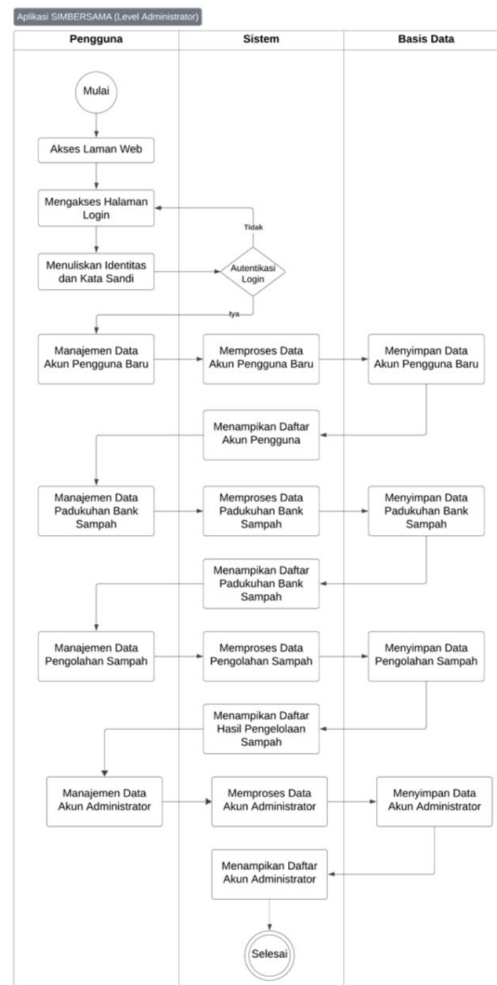 Aplikasi SIMBERSAMA (Level Administrator)
Pengguna
Sistem
Basis Data
Mulai
Akses Laman Web
Mengakses Halaman
Login
Tidak
Menuliskan Identitas
dan Kata Sandi
Autentikasi
Login
Iya
Manajemen Data
Akun Pengguna Baru
Memproses Data
Akun Pengguna Baru
Menyimpan Data
Akun Pengguna Baru
Menampikan Daftar
Akun Pengguna
Manajemen Data
Padukuhan Bank
Sampah
Memproses Data
Padukuhan Bank
Sampah
Menyimpan Data
Padukuhan Bank
Sampah
Menampikan Daftar
Padukuhan Bank
Sampah
Manajemen Data
Pengolahan Sampah
Memproses Data
Pengolahan Sampah
Menyimpan Data
Pengolahan Sampah
Menampikan Daftar
Hasil Pengelolaan
Sampah
Manajemen Data
Akun Administrator
Memproses Data
Akun Administrator
Menyimpan Data
Akun Administrator
Menampikan Daftar
Akun Administrator
Selesai